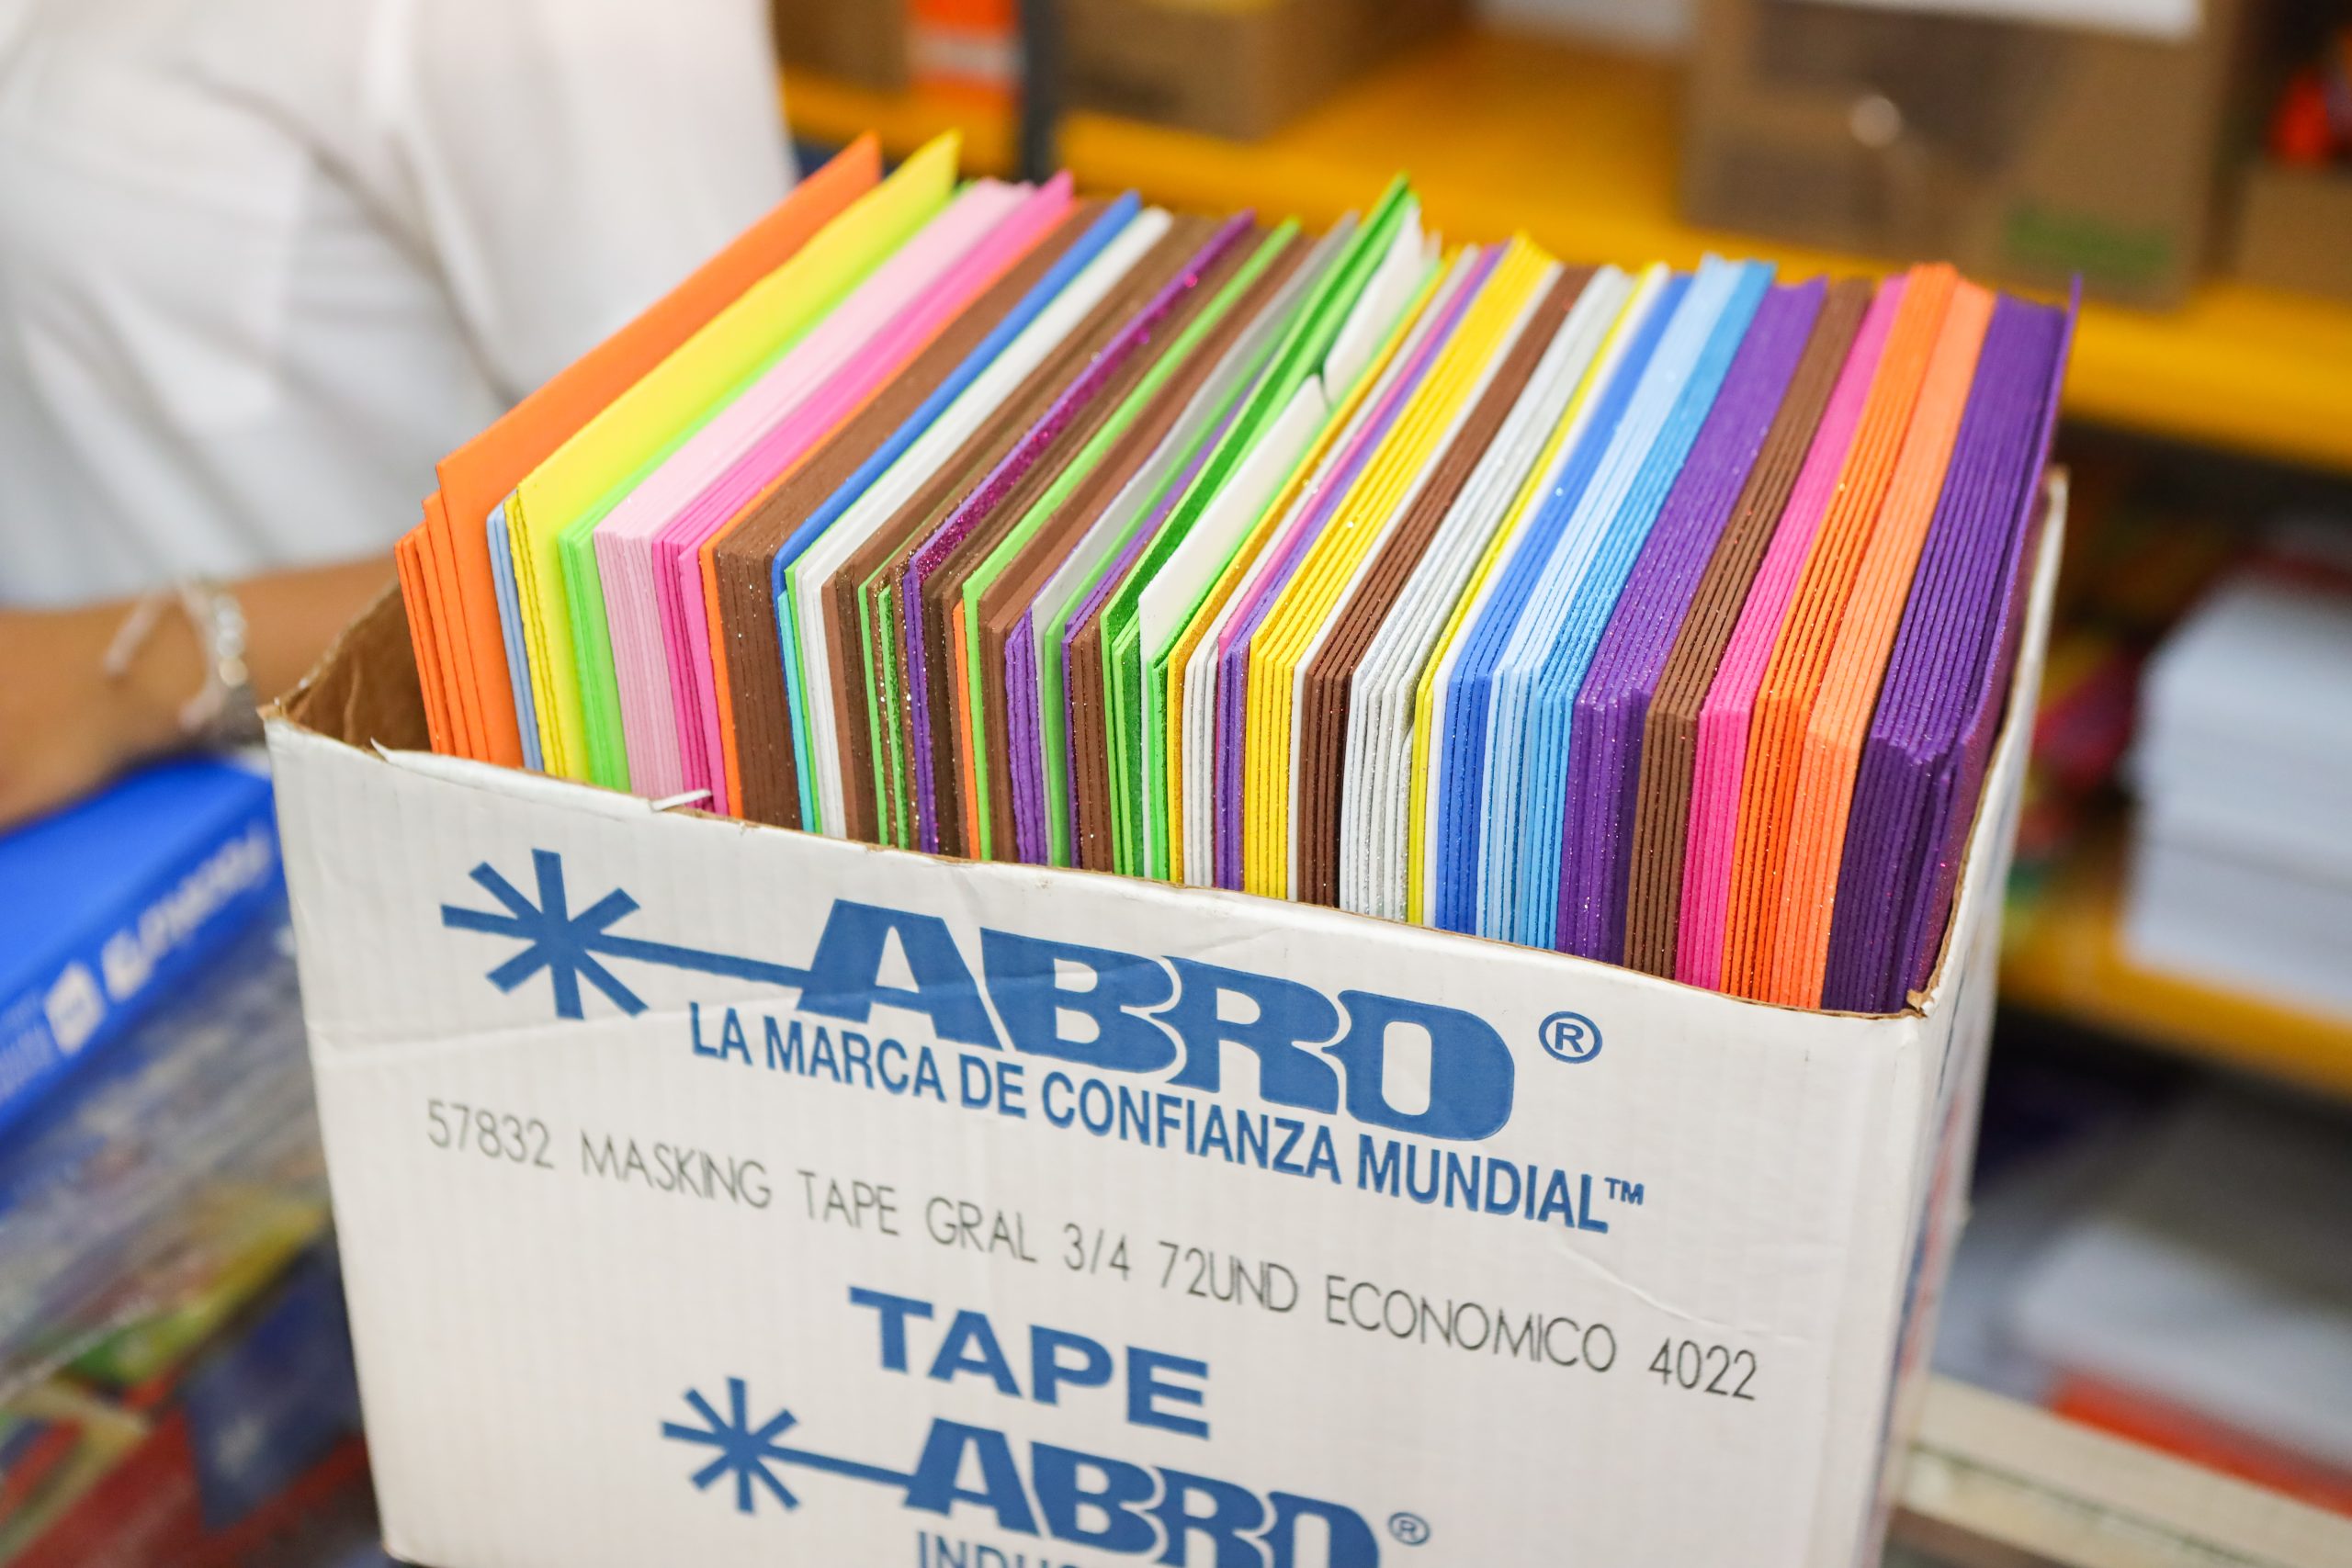 ABRO®
LA MARCA DE CONFIANZA MUNDIAL™
57832 MASKING TAPE GRAL 3/4 72UND ECONOMICO 4022
TAPE
ABRO®